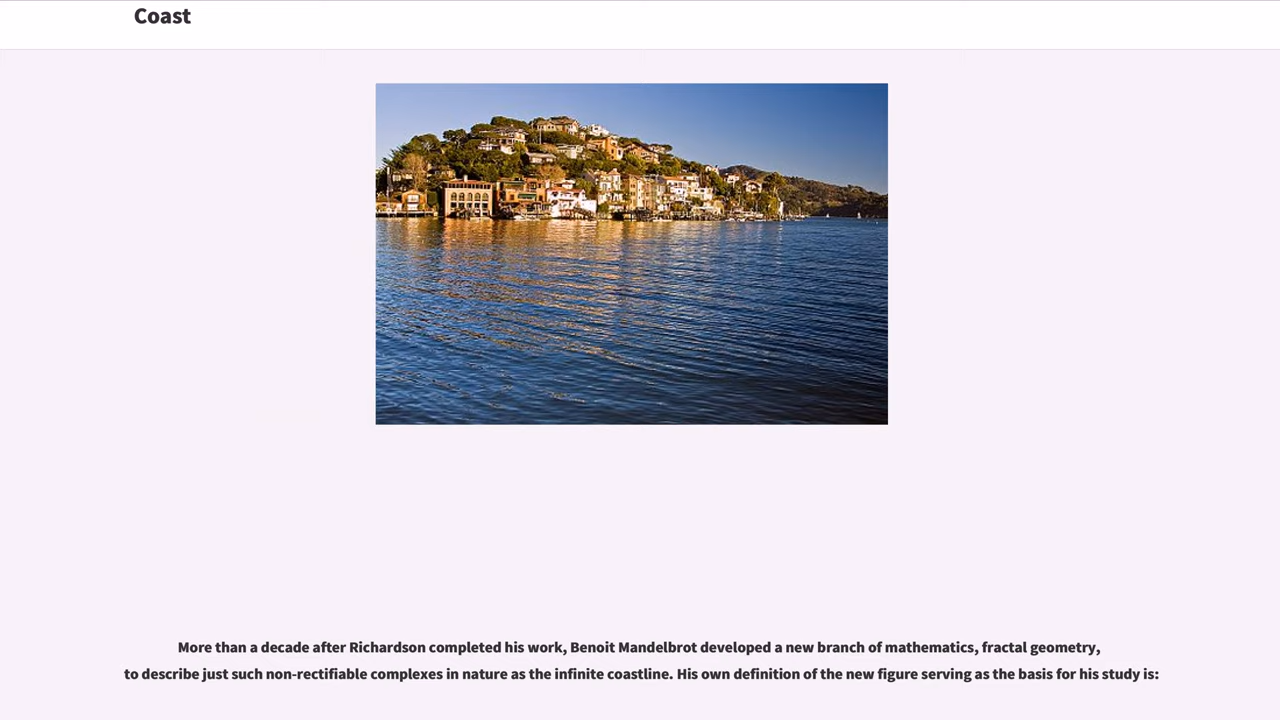 Coast
More than a decade after Richardson completed his work, Benoit Mandelbrot developed a new branch of mathematics, fractal geometry,
to describe just such non-rectifiable complexes in nature as the infinite coastline. His own definition of the new figure serving as the basis for his study is: